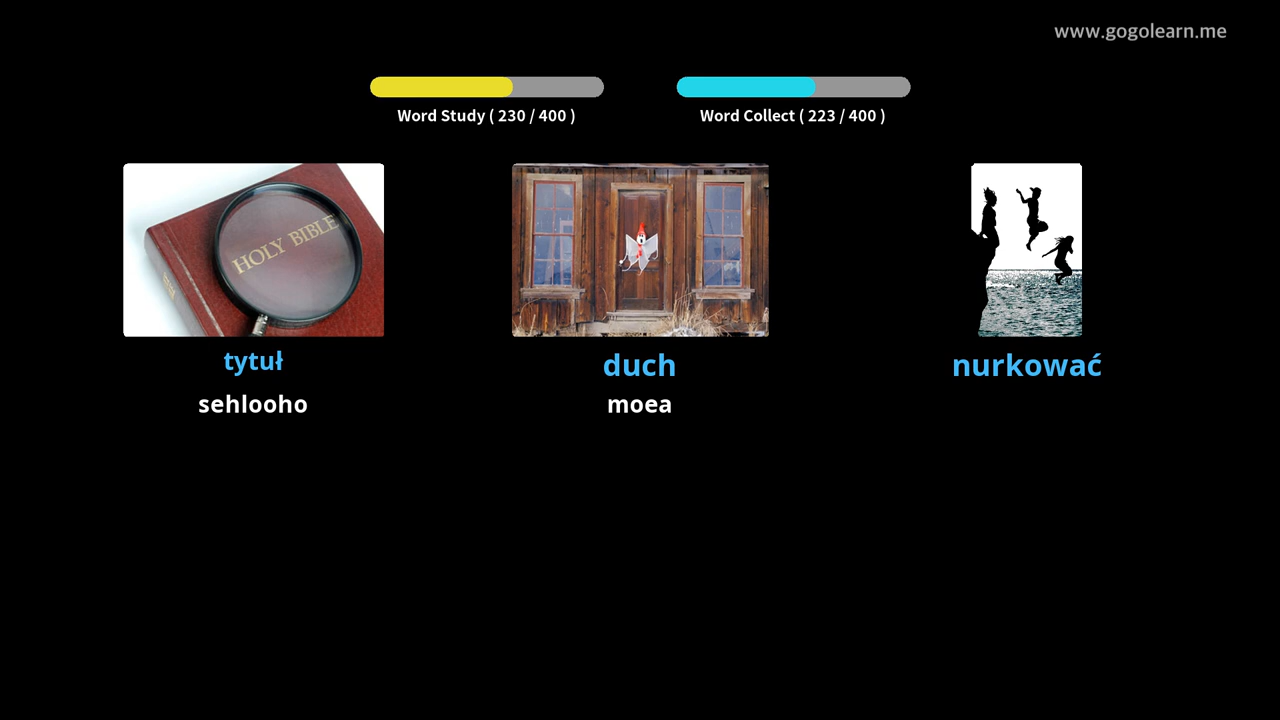 www.gogolearn.me
Word Study ( 230 / 400 )
Word Collect ( 223 / 400 )
HOLY BIBLE
tytuł
duch
nurkować
sehlooho
moea